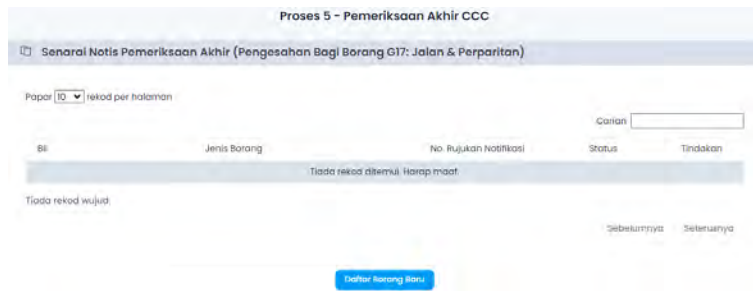 Proses 5 - Pemeriksaan Akhir CCC
Senarai Notis Pemeriksaan Akhir (Pengesahan Bagi Borang G17: Jalan & Perparitan)
Papar 10 rekod per halaman
Carian
Bil Jenis Borang No. Rujukan Notifikasi Status Tindakan
Tiada rekod ditemui. Harap maaf.
Tiada rekod wujud.
Sebelumnya Seterusnya
Daftar Borang Baru